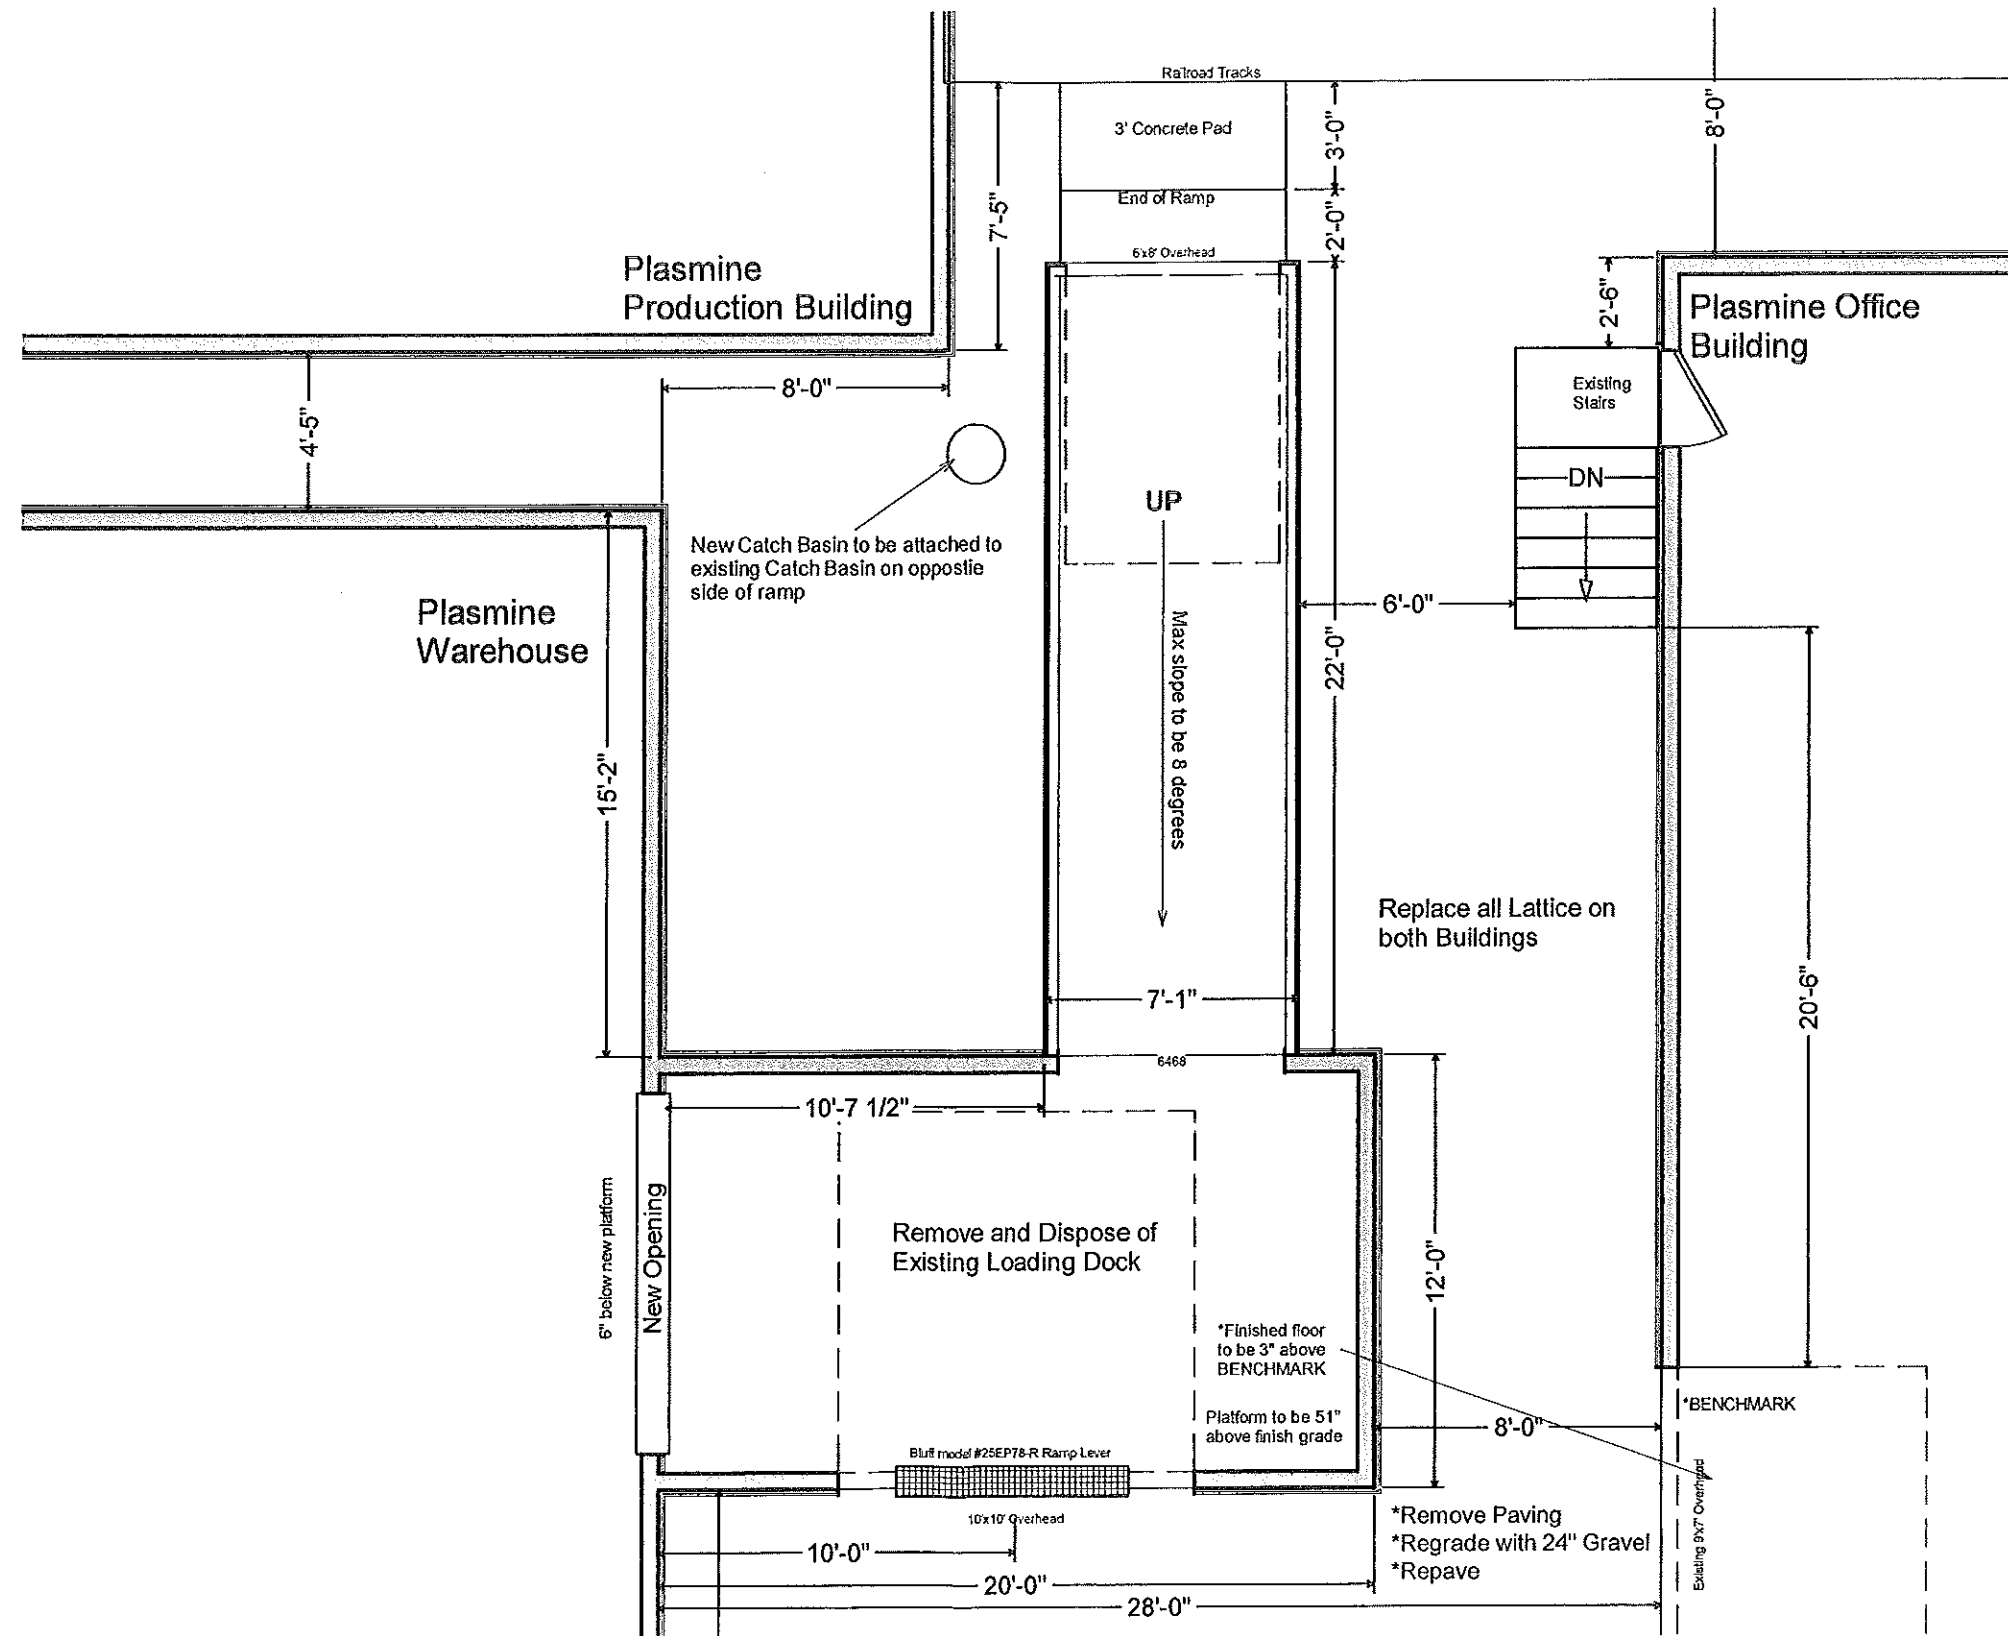 Railroad Tracks
3' Concrete Pad
3'-0"
8'-0"
End of Ramp
7'-5"
2'-0"
6'x8' Overhead
Plasmine
Production Building
2'-6"
Plasmine Office
Building
8'-0"
Existing
Stairs
4'-5"
DN
UP
New Catch Basin to be attached to
existing Catch Basin on oppostie
side of ramp
Plasmine
Warehouse
6'-0"
22'-0"
Max slope to be 8 degrees
15'-2"
Replace all Lattice on
both Buildings
7'-1"
20'-6"
6468
10'-7 1/2"
6" below new platform
New Opening
Remove and Dispose of
Existing Loading Dock
12'-0"
*Finished floor
to be 3" above
BENCHMARK
Platform to be 51"
above finish grade
8'-0"
*BENCHMARK
Bluff model #25EP78-R Ramp Lever
10'x10' Overhead
Existing 9'x7' Overhead
*Remove Paving
*Regrade with 24" Gravel
*Repave
10'-0"
20'-0"
28'-0"